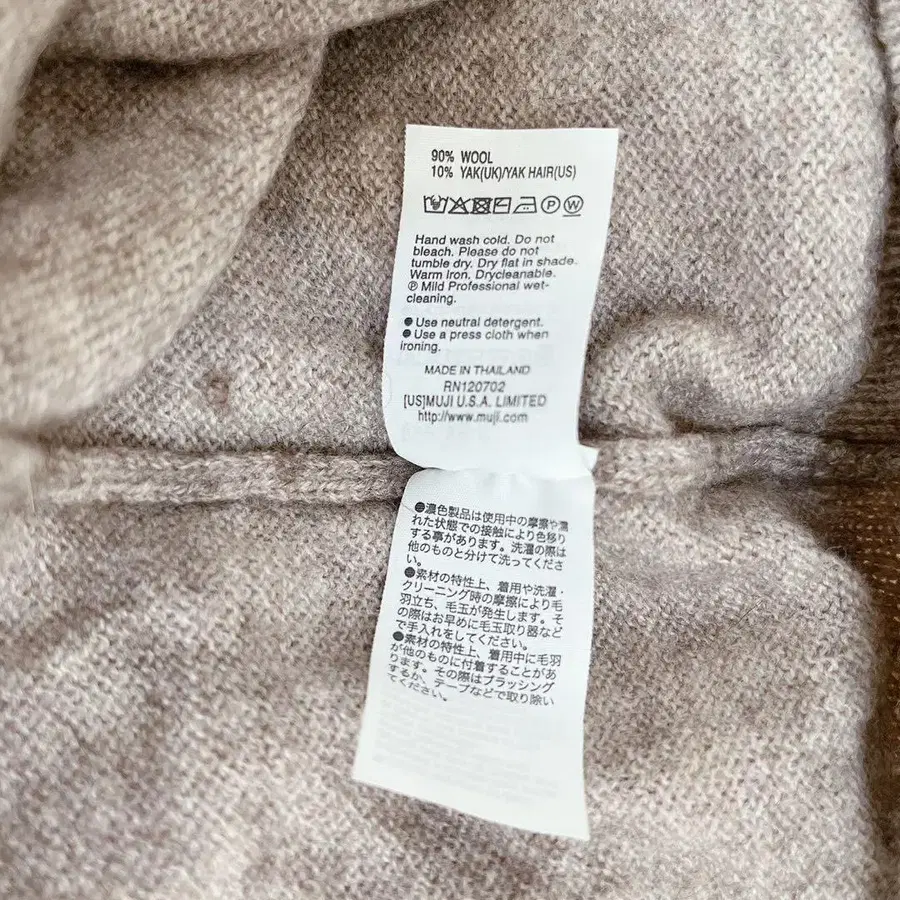 90% WOOL
10% YAK(UK)/YAK HAIR(US)
Hand wash cold. Do not
bleach. Please do not
tumble dry. Dry flat in shade.
Warm Iron. Drycleanable.
Ⓟ Mild Professional wet-
cleaning.
● Use neutral detergent.
● Use a press cloth when
ironing.
MADE IN THAILAND
RN120702
[US]MUJI U.S.A. LIMITED
http://www.muji.com
●濃色製品は使用中の摩擦や濡
れた状態での接触により色移り
する事があります。洗濯の際は
他のものと分けて洗ってくださ
い。
●素材の特性上、着用や洗濯・
クリーニング時の摩擦により毛
羽立ち、毛玉が発生します。そ
の際はお早めに毛玉取り器など
で手入れをしてください。
●素材の特性上、着用中に毛羽
が他のものに付着することがあ
ります。その際はブラッシング
するか、テープなどで取り除い
てください。